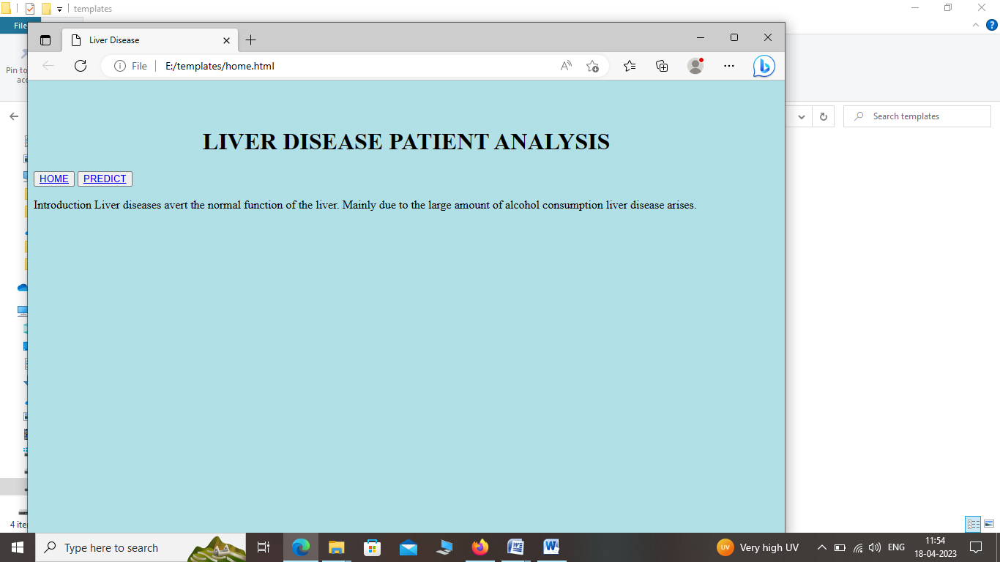 templates
File
Liver Disease
File E:/templates/home.html
Pin to
acc
Search templates
LIVER DISEASE PATIENT ANALYSIS
HOME PREDICT
Introduction Liver diseases avert the normal function of the liver. Mainly due to the large amount of alcohol consumption liver disease arises.
4 ite
Type here to search
UV Very high UV
ENG
11:54
18-04-2023